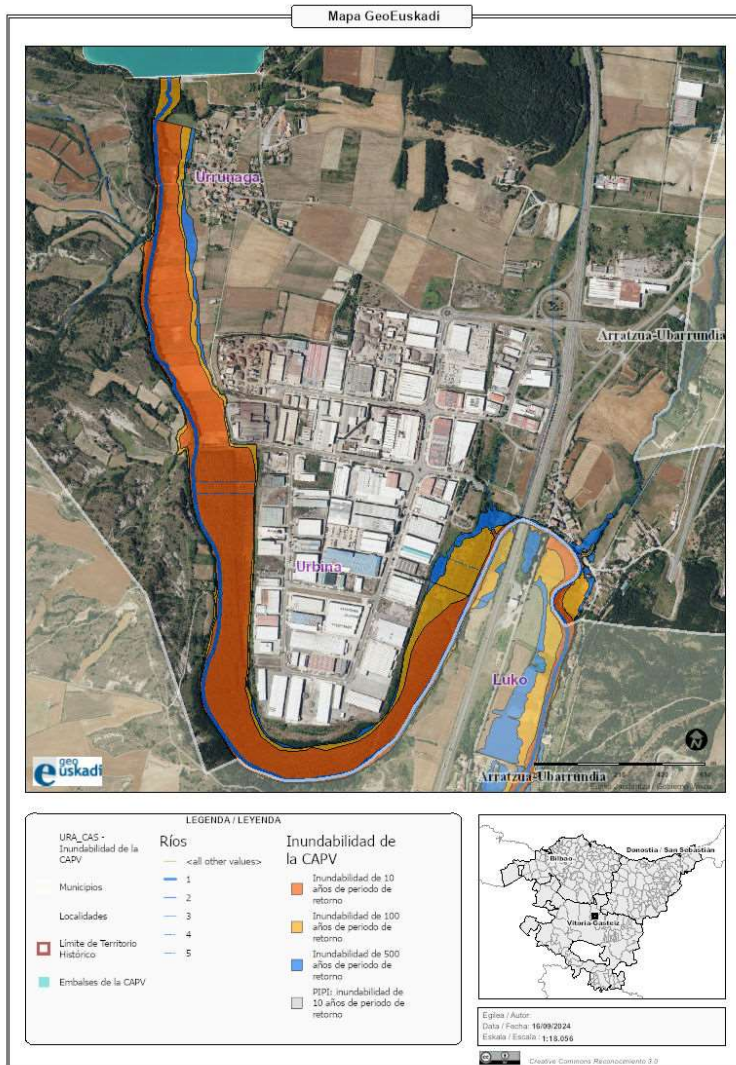 Mapa GeoEuskadi
Urrunaga
Arratzua-Ubarrundia
Urbina
Luko
Arratzua-Ubarrundia
geo
euskadi
N
LEGENDA / LEYENDA
URA_CAS -
Inundabilidad de la
CAPV
Municipios
Localidades
Límite de Territorio
Histórico
Embalses de la CAPV
Ríos
<all other values>
1
2
3
4
5
Inundabilidad de
la CAPV
Inundabilidad de 10
años de periodo de
retorno
Inundabilidad de 100
años de periodo de
retorno
Inundabilidad de 500
años de periodo de
retorno
PIPI: inundabilidad de
10 años de periodo de
retorno
Bilbao
Donostia / San Sebastián
Vitoria-Gasteiz
Egilea / Autor:
Data / Fecha: 16/09/2024
Eskala / Escala : 1:18.056
Creative Commons Reconocimiento 3.0